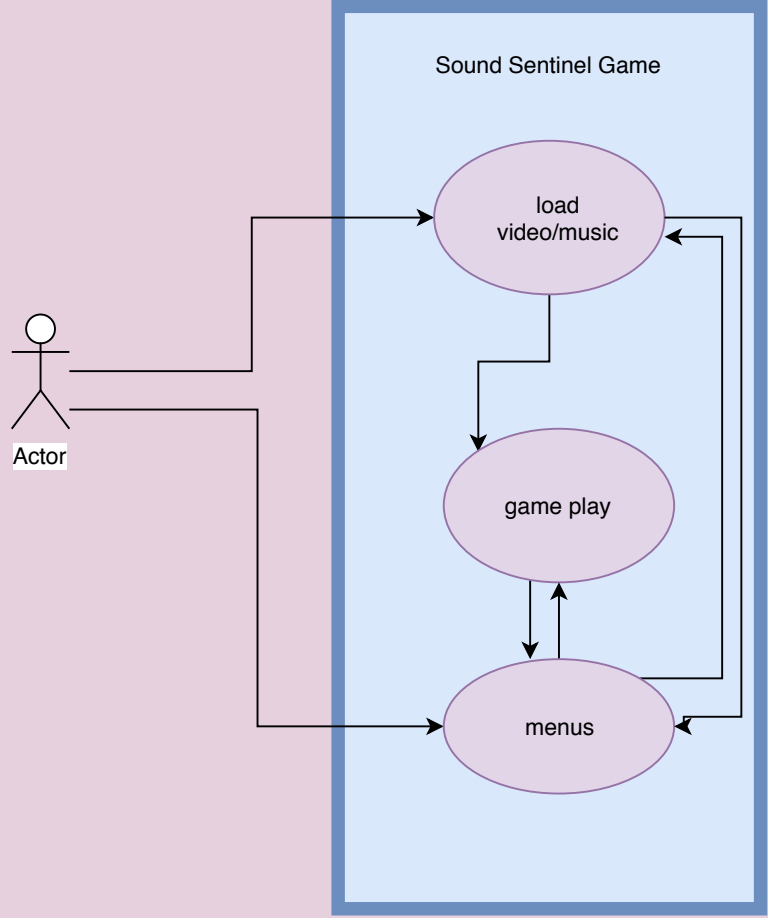 Sound Sentinel Game
load
video/music
Actor
game play
menus